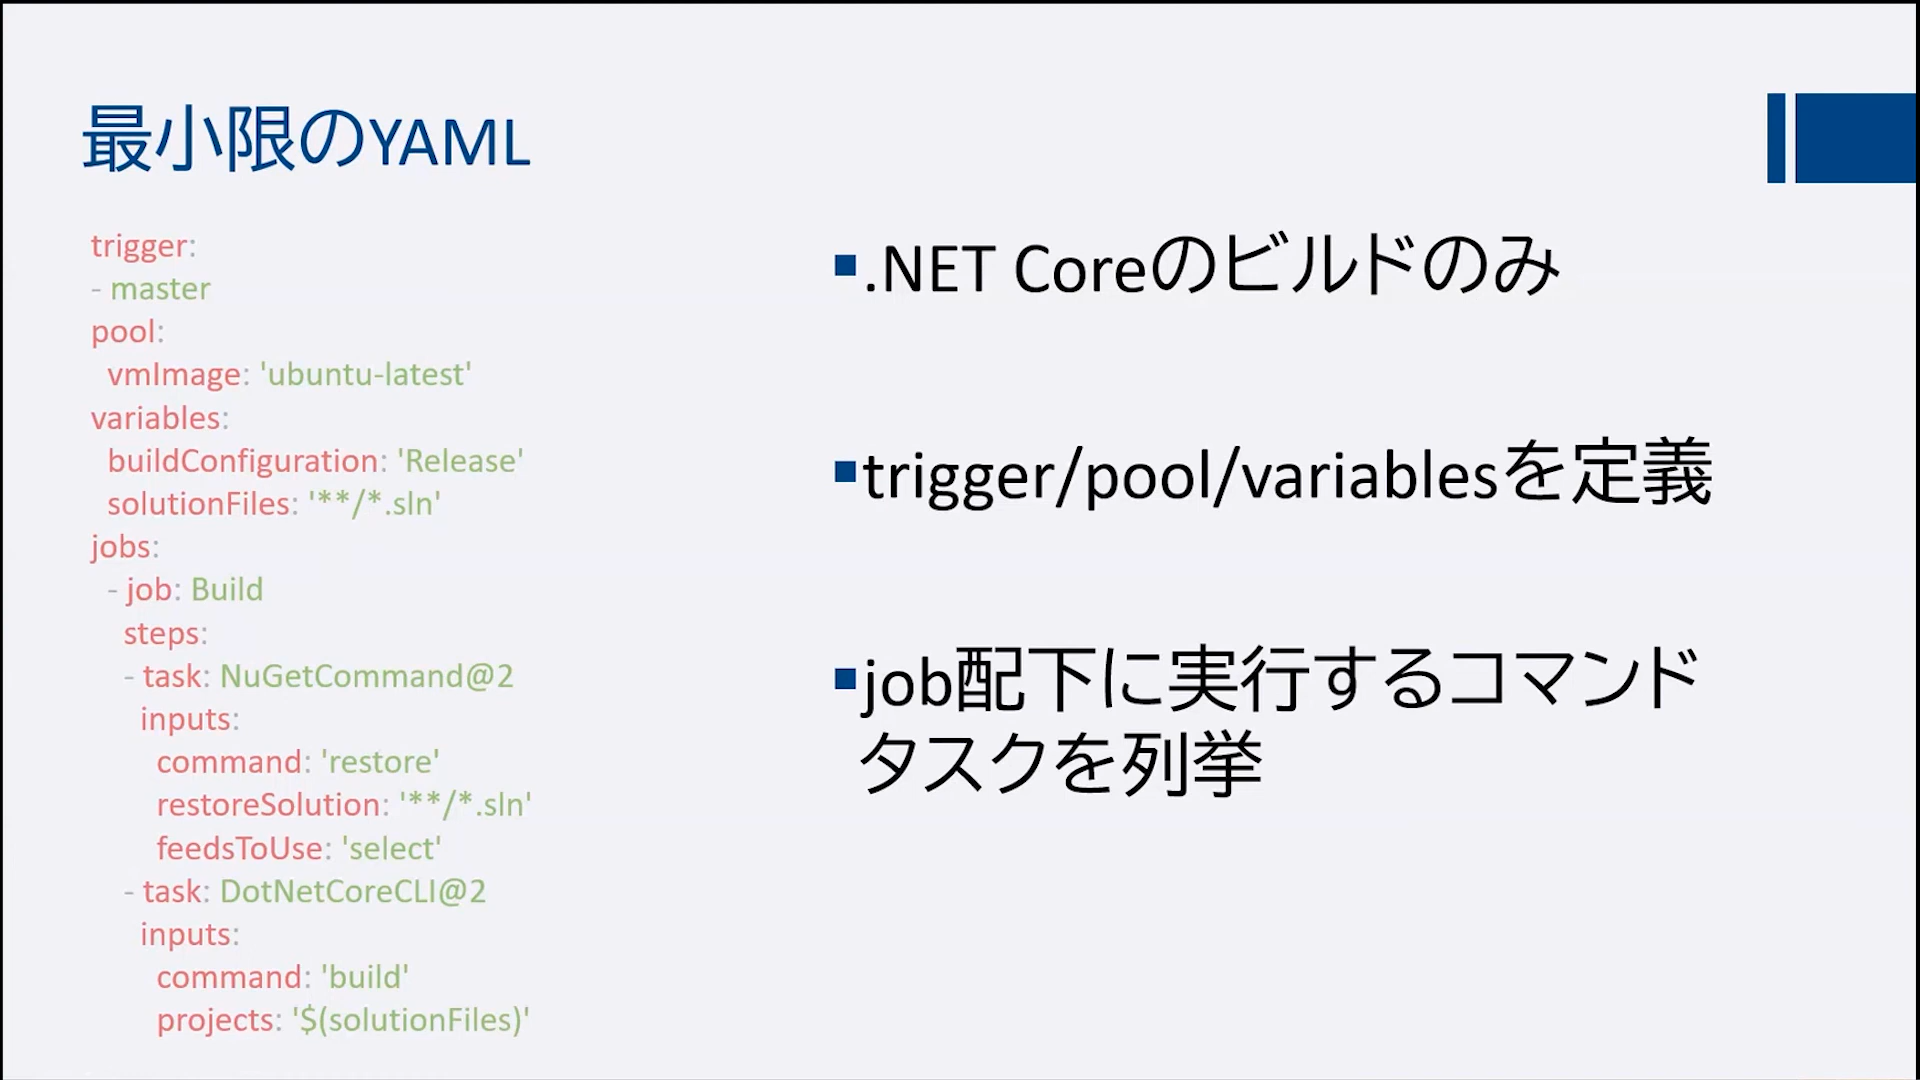 最小限のYAML
trigger:
- master
pool:
  vmImage: 'ubuntu-latest'
variables:
  buildConfiguration: 'Release'
  solutionFiles: '**/*.sln'
jobs:
  - job: Build
    steps:
    - task: NuGetCommand@2
      inputs:
        command: 'restore'
        restoreSolution: '**/*.sln'
        feedsToUse: 'select'
    - task: DotNetCoreCLI@2
      inputs:
        command: 'build'
        projects: '$(solutionFiles)'
▪.NET Coreのビルドのみ
▪trigger/pool/variablesを定義
▪job配下に実行するコマンド
タスクを列挙